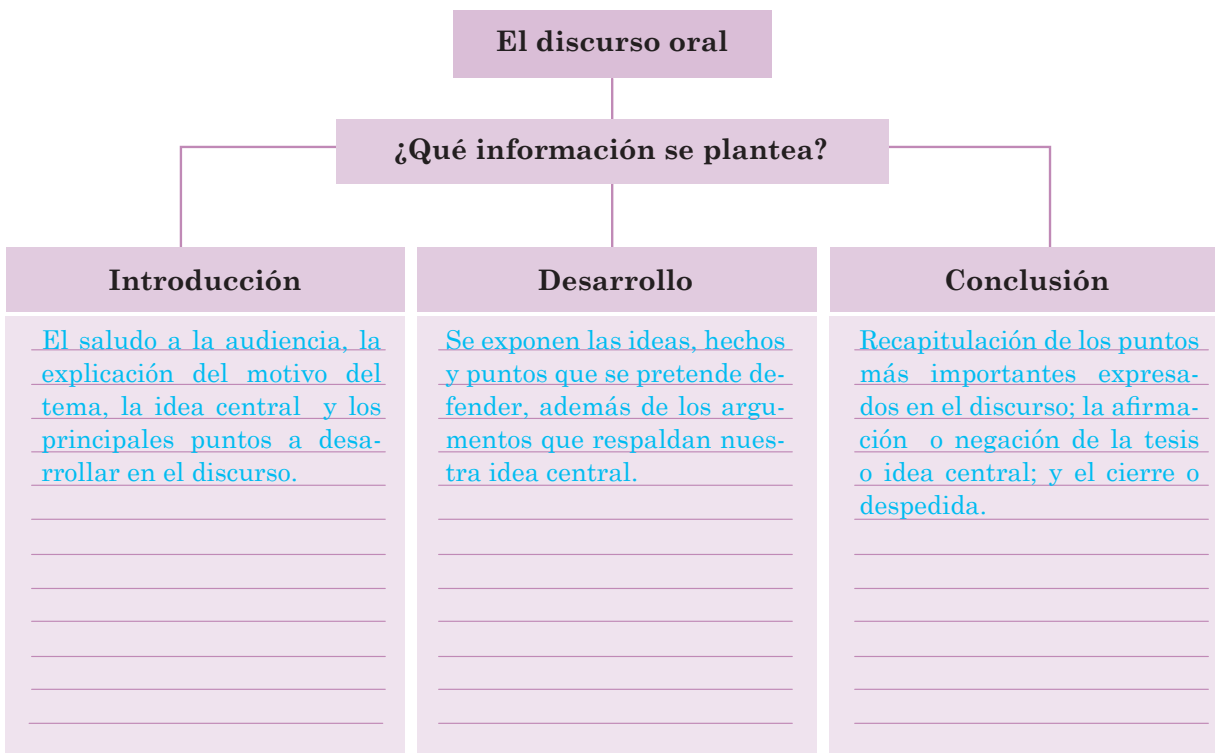 El discurso oral
¿Qué información se plantea?
Introducción
El saludo a la audiencia, la
explicación del motivo del
tema, la idea central y los
principales puntos a desa-
rrollar en el discurso.
Desarrollo
Se exponen las ideas, hechos
y puntos que se pretende de-
fender, además de los argu-
mentos que respaldan nues-
tra idea central.
Conclusión
Recapitulación de los puntos
más importantes expresa-
dos en el discurso; la afirma-
ción o negación de la tesis
o idea central; y el cierre o
despedida.